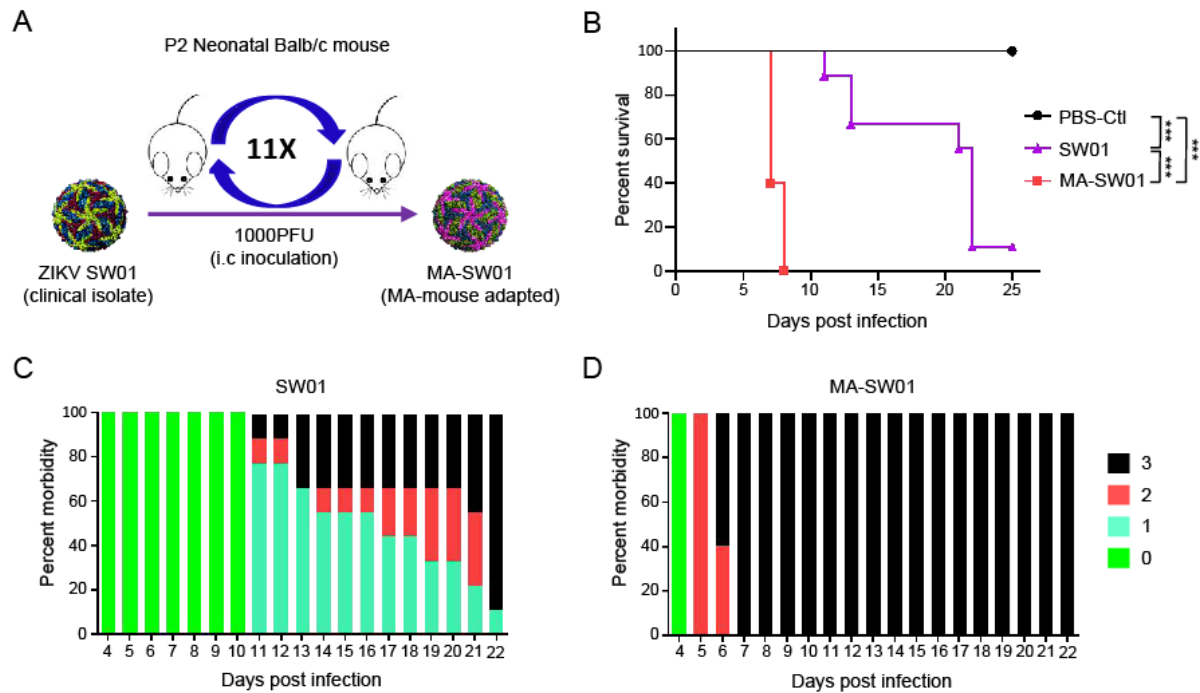 A
P2 Neonatal Balb/c mouse
11X
1000PFU
(i.c inoculation)
ZIKV SW01
(clinical isolate)
MA-SW01
(MA-mouse adapted)
B
Percent survival
100
80
60
40
20
0
0 5 10 15 20 25
Days post infection
PBS-Ctl
SW01
MA-SW01
***
***
***
C
SW01
Percent morbidity
100
80
60
40
20
0
4 5 6 7 8 9 10 11 12 13 14 15 16 17 18 19 20 21 22
Days post infection
D
MA-SW01
Percent morbidity
100
80
60
40
20
0
4 5 6 7 8 9 10 11 12 13 14 15 16 17 18 19 20 21 22
Days post infection
3
2
1
0